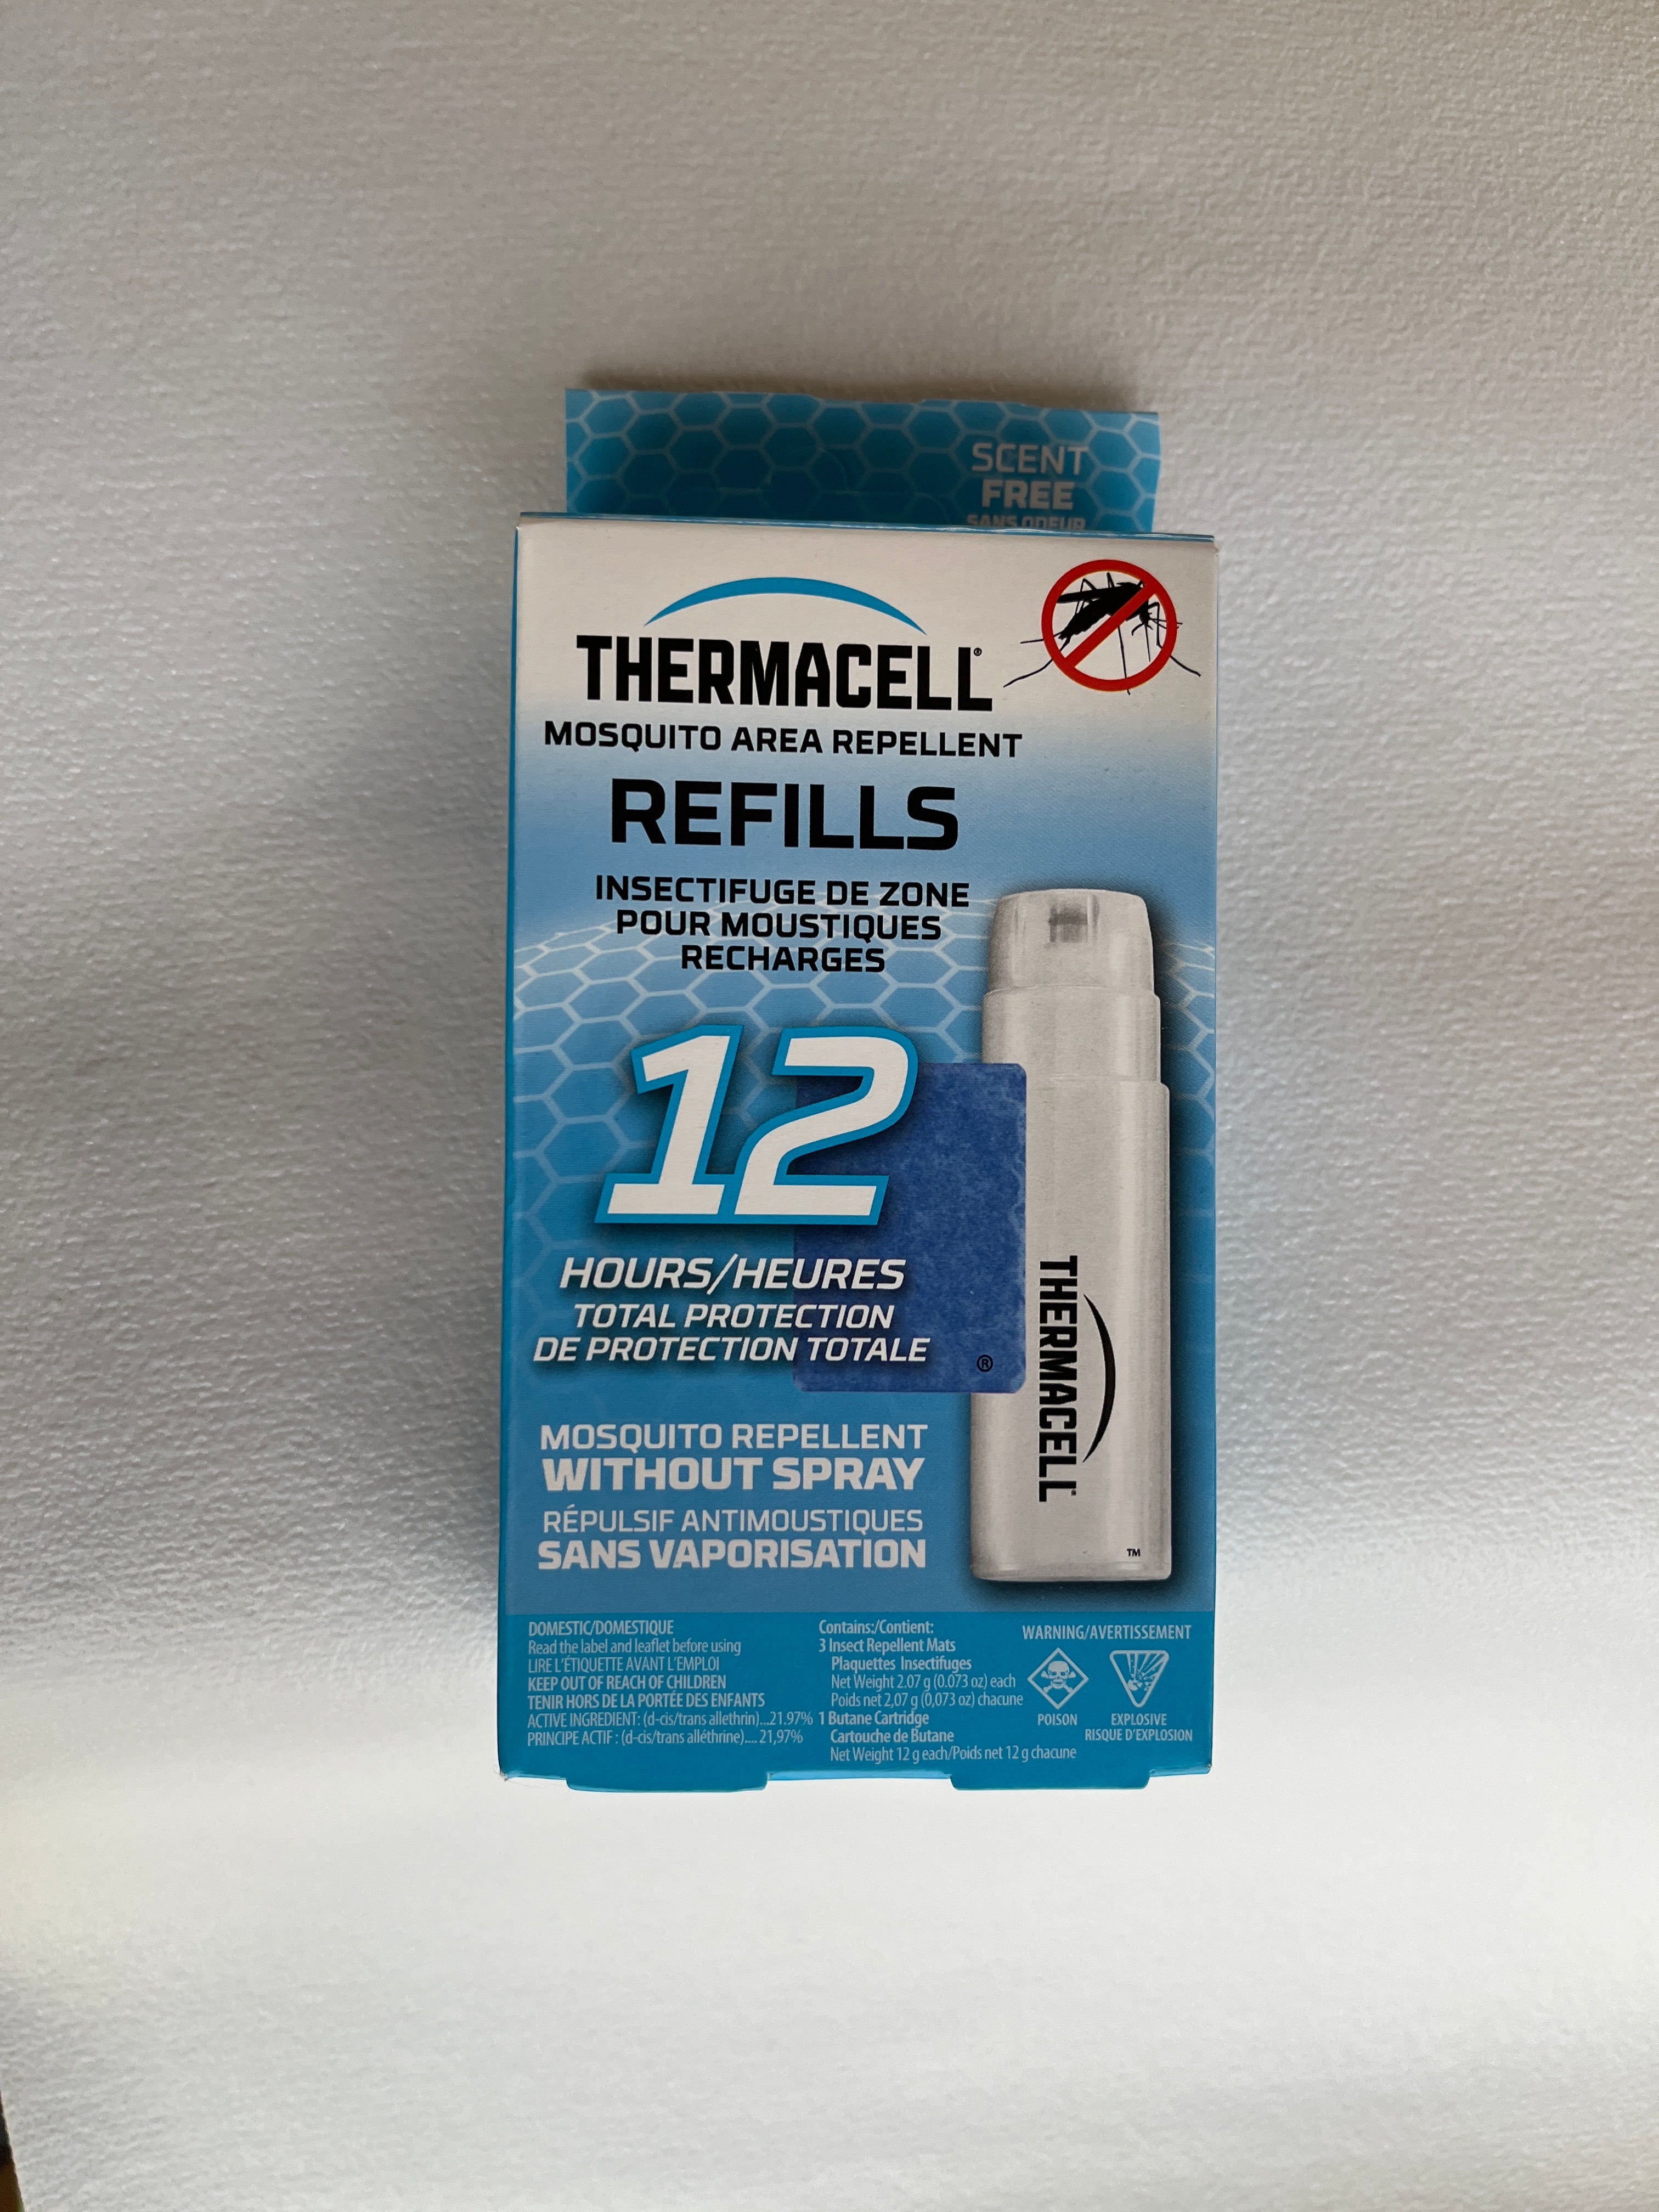 SCENT
FREE
SANS ODEUR
THERMACELL®
MOSQUITO AREA REPELLENT
REFILLS
INSECTIFUGE DE ZONE
POUR MOUSTIQUES
RECHARGES
12
HOURS/HEURES
TOTAL PROTECTION
DE PROTECTION TOTALE
®
THERMACELL®
TM
MOSQUITO REPELLENT
WITHOUT SPRAY
RÉPULSIF ANTIMOUSTIQUES
SANS VAPORISATION
DOMESTIC/DOMESTIQUE
Read the label and leaflet before using
LIRE L'ÉTIQUETTE AVANT L'EMPLOI
KEEP OUT OF REACH OF CHILDREN
TENIR HORS DE LA PORTÉE DES ENFANTS
ACTIVE INGREDIENT: (d-cis/trans allethrin)...21.97%
PRINCIPE ACTIF : (d-cis/trans alléthrine).... 21,97%
Contains:/Contient:
3 Insect Repellent Mats
Plaquettes Insectifuges
Net Weight 2.07 g (0.073 oz) each
Poids net 2,07 g (0,073 oz) chacune
1 Butane Cartridge
Cartouche de Butane
Net Weight 12 g each/Poids net 12 g chacune
WARNING/AVERTISSEMENT
POISON
EXPLOSIVE
RISQUE D'EXPLOSION